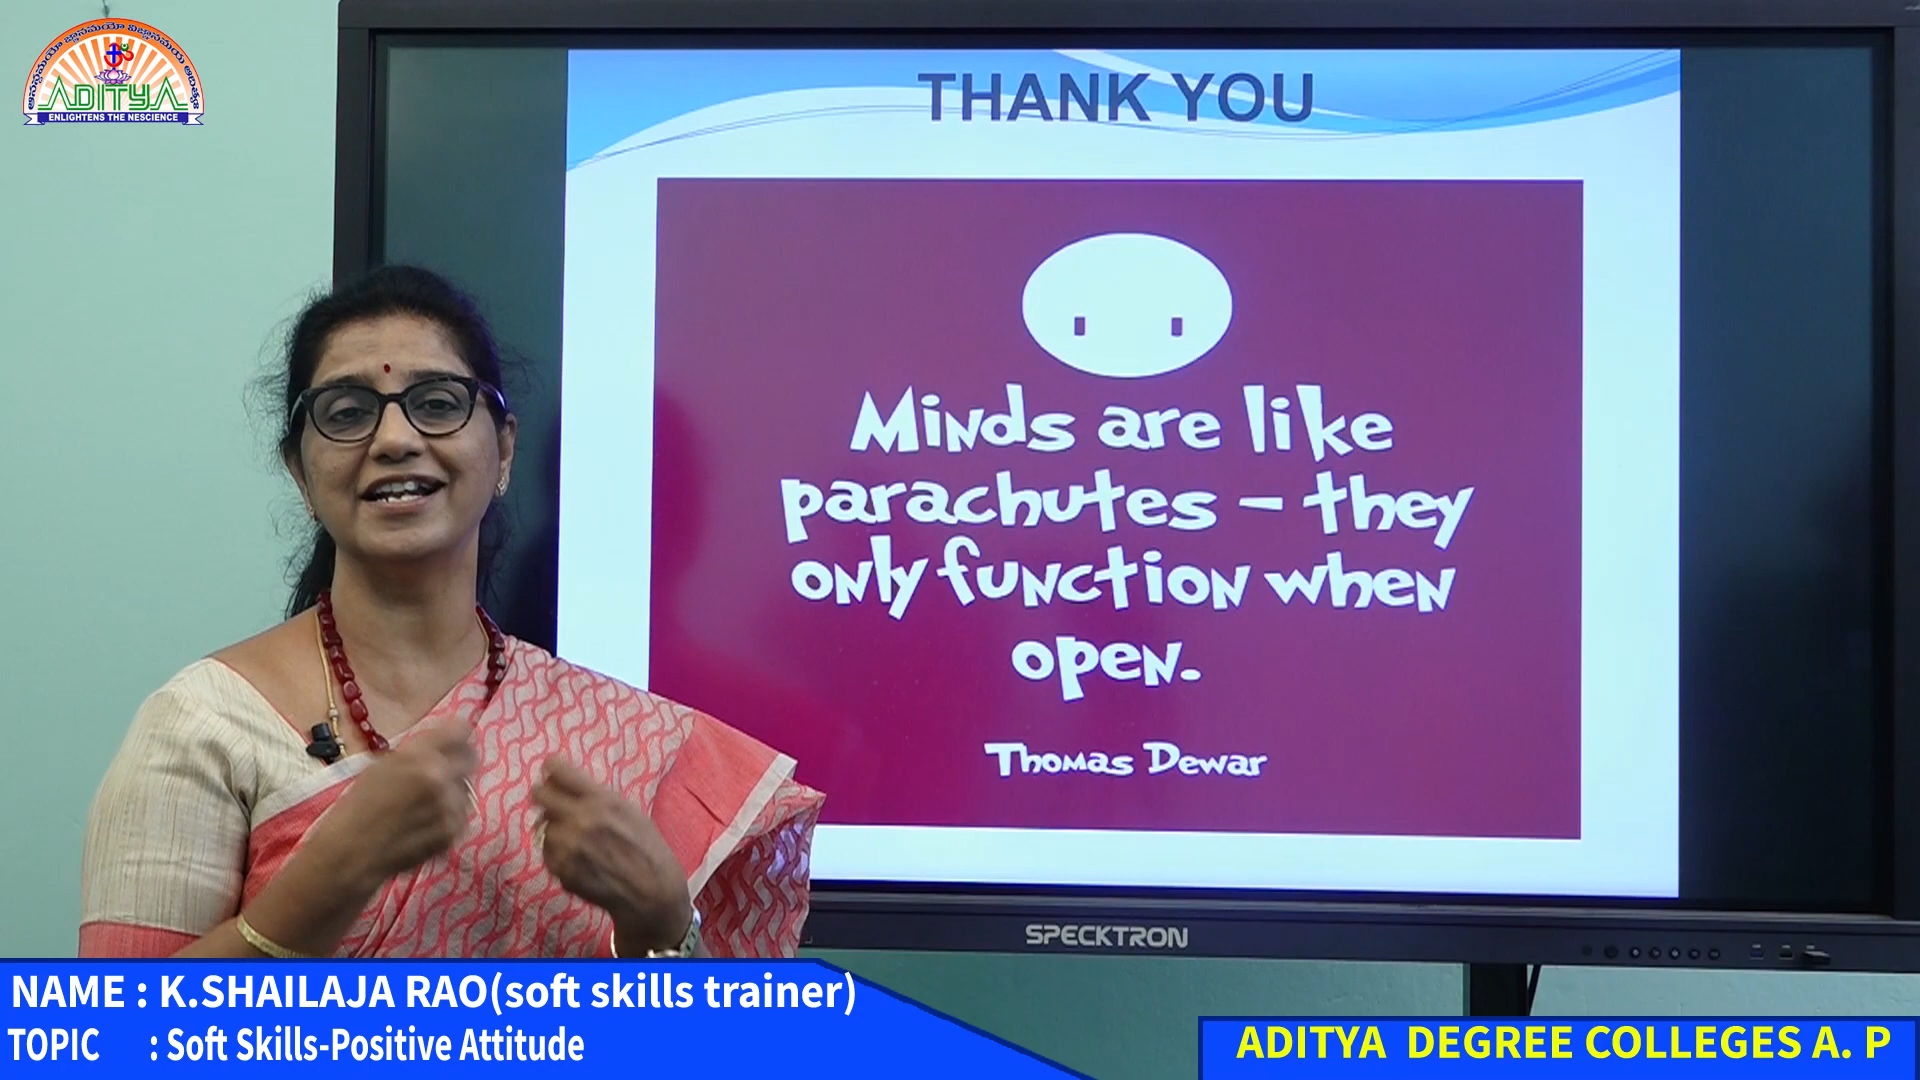 ADITYA
ENLIGHTENS THE NESCIENCE
THANK YOU
Minds are like
parachutes – they
only function when
open.
Thomas Dewar
SPECKTRON
NAME : K.SHAILAJA RAO(soft skills trainer)
TOPIC : Soft Skills-Positive Attitude
ADITYA DEGREE COLLEGES A. P